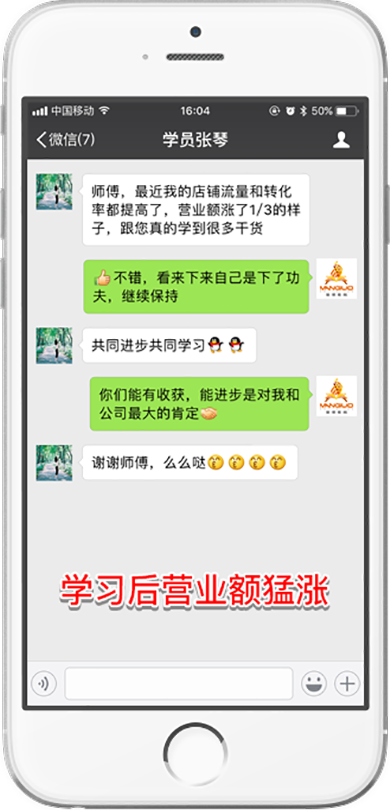 中国移动 16:04 50%
微信(7) 学员张琴
师傅，最近我的店铺流量和转化
率都提高了，营业额涨了1/3的样
子，跟您真的学到很多干货
不错，看来下来自己是下了功
夫，继续保持
MANGUO
共同进步共同学习
你们能有收获，能进步是对我和
公司最大的肯定
MANGUO
谢谢师傅，么么哒
学习后营业额猛涨